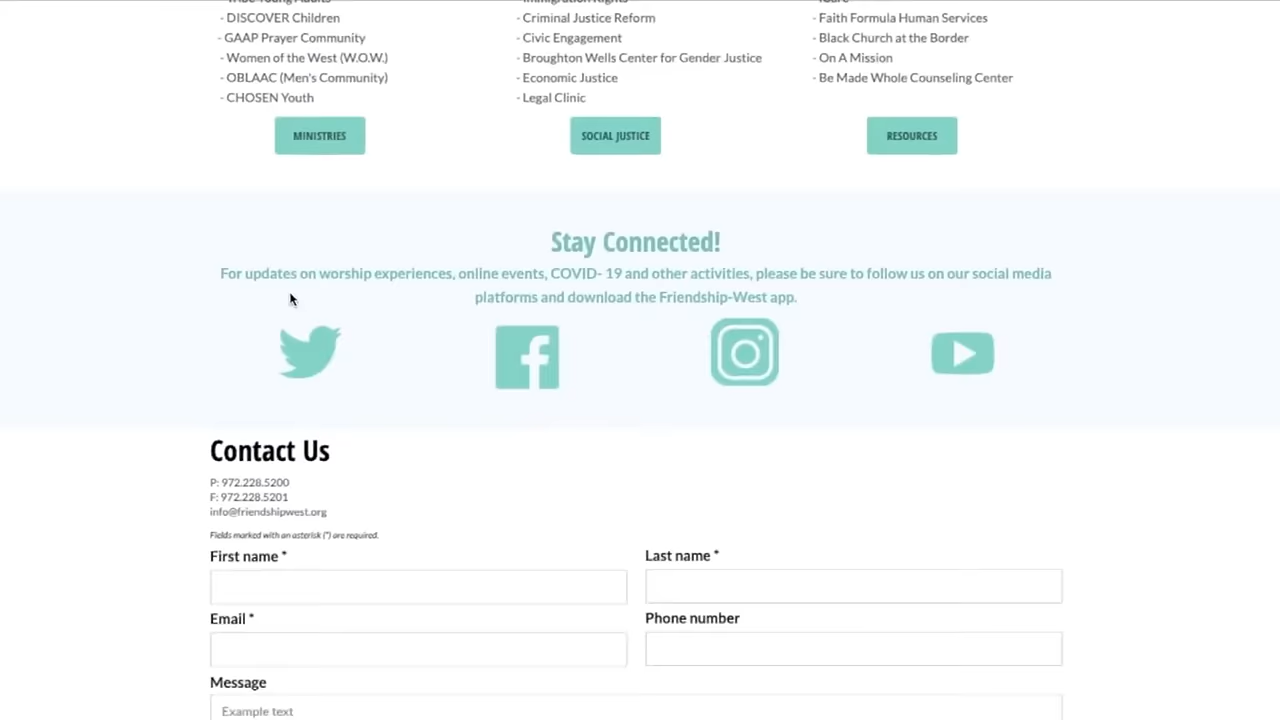 - DISCOVER Children
- GAAP Prayer Community
- Women of the West (W.O.W.)
- OBLAAC (Men's Community)
- CHOSEN Youth
MINISTRIES
- Criminal Justice Reform
- Civic Engagement
- Broughton Wells Center for Gender Justice
- Economic Justice
- Legal Clinic
SOCIAL JUSTICE
- Faith Formula Human Services
- Black Church at the Border
- On A Mission
- Be Made Whole Counseling Center
RESOURCES
Stay Connected!
For updates on worship experiences, online events, COVID- 19 and other activities, please be sure to follow us on our social media
platforms and download the Friendship-West app.
Contact Us
P: 972.228.5200
F: 972.228.5201
info@friendshipwest.org
Fields marked with an asterisk (*) are required.
First name *
Last name *
Email *
Phone number
Message
Example text